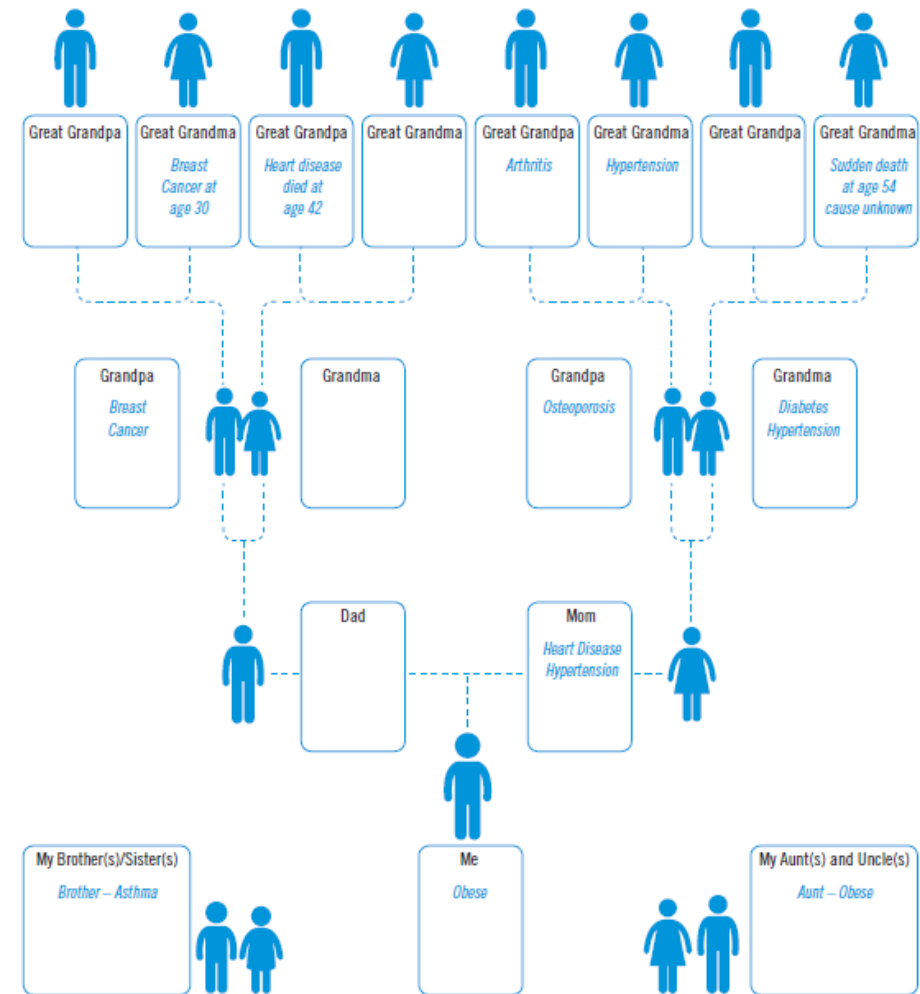 Great Grandpa
Great Grandma
Breast
Cancer at
age 30
Great Grandpa
Heart disease
died at
age 42
Great Grandma
Great Grandpa
Arthritis
Great Grandma
Hypertension
Great Grandpa
Great Grandma
Sudden death
at age 54
cause unknown
Grandpa
Breast
Cancer
Grandma
Grandpa
Osteoporosis
Grandma
Diabetes
Hypertension
Dad
Mom
Heart Disease
Hypertension
My Brother(s)/Sister(s)
Brother – Asthma
Me
Obese
My Aunt(s) and Uncle(s)
Aunt – Obese